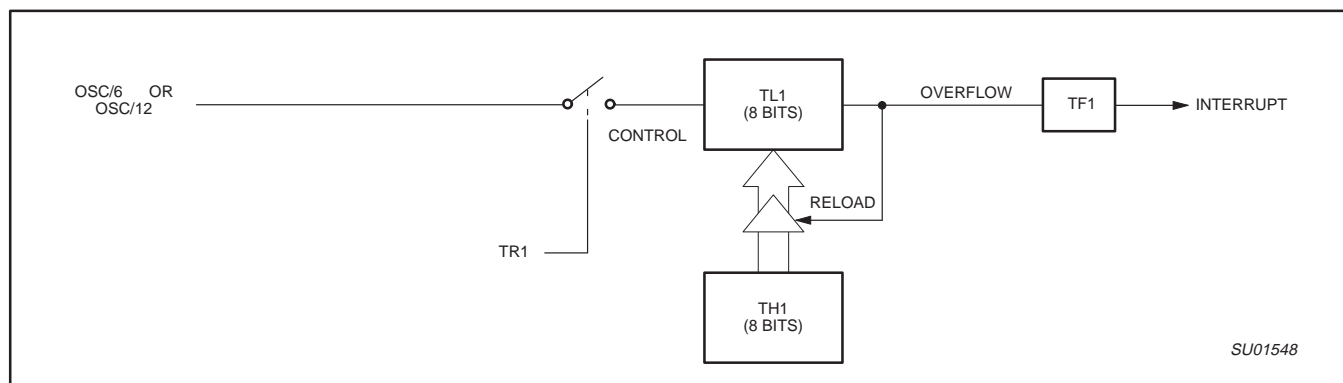 OSC/6 OR
OSC/12
CONTROL
TR1
TL1
(8 BITS)
OVERFLOW
TF1
INTERRUPT
RELOAD
TH1
(8 BITS)
SU01548